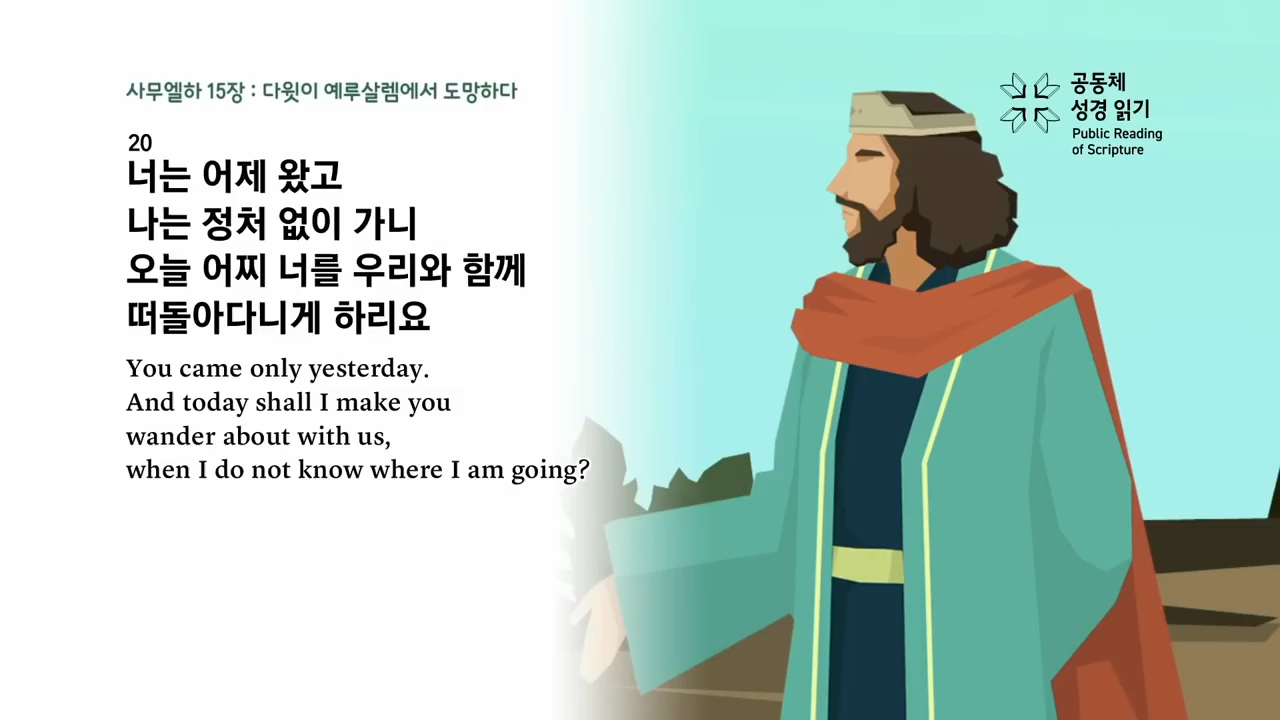 사무엘하 15장 : 다윗이 예루살렘에서 도망하다
20
너는 어제 왔고
나는 정처 없이 가니
오늘 어찌 너를 우리와 함께
떠돌아다니게 하리요
You came only yesterday.
And today shall I make you
wander about with us,
when I do not know where I am going?
공동체
성경 읽기
Public Reading
of Scripture